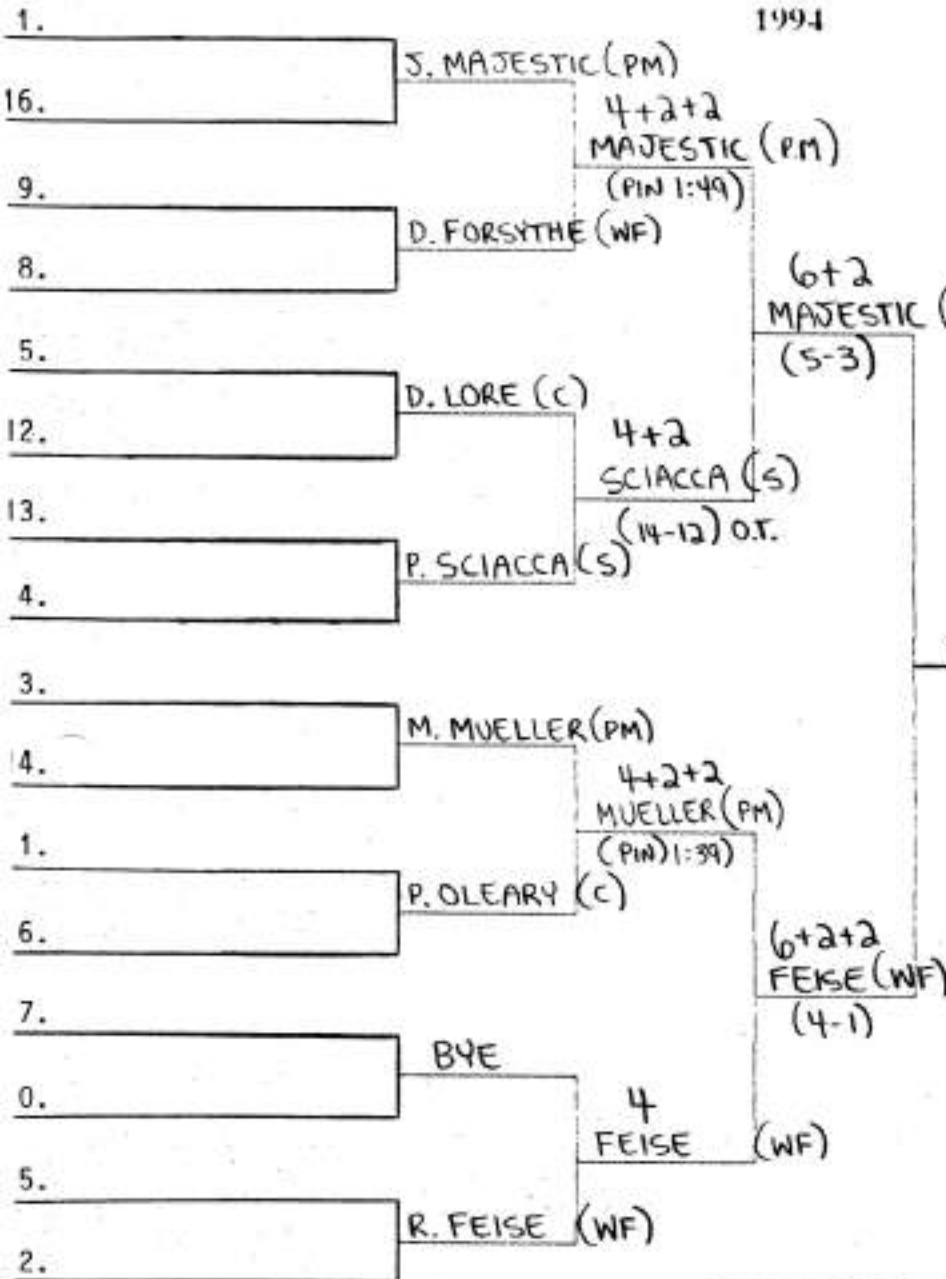 1994
1.
J. MAJESTIC (PM)
16.
4+2+2
MAJESTIC (P.M)
(PIN 1:49)
9.
D. FORSYTHE (WF)
8.
6+2
MAJESTIC (
(5-3)
5.
D. LORE (C)
12.
4+2
SCIACCA (S)
(14-12) O.T.
13.
P. SCIACCA (S)
4.
3.
M. MUELLER (PM)
14.
4+2+2
MUELLER (PM)
(PIN) 1:39)
1.
P. OLEARY (C)
6.
6+2+2
FEISE (WF)
(4-1)
7.
BYE
0.
4
FEISE (WF)
5.
R. FEISE (WF)
2.